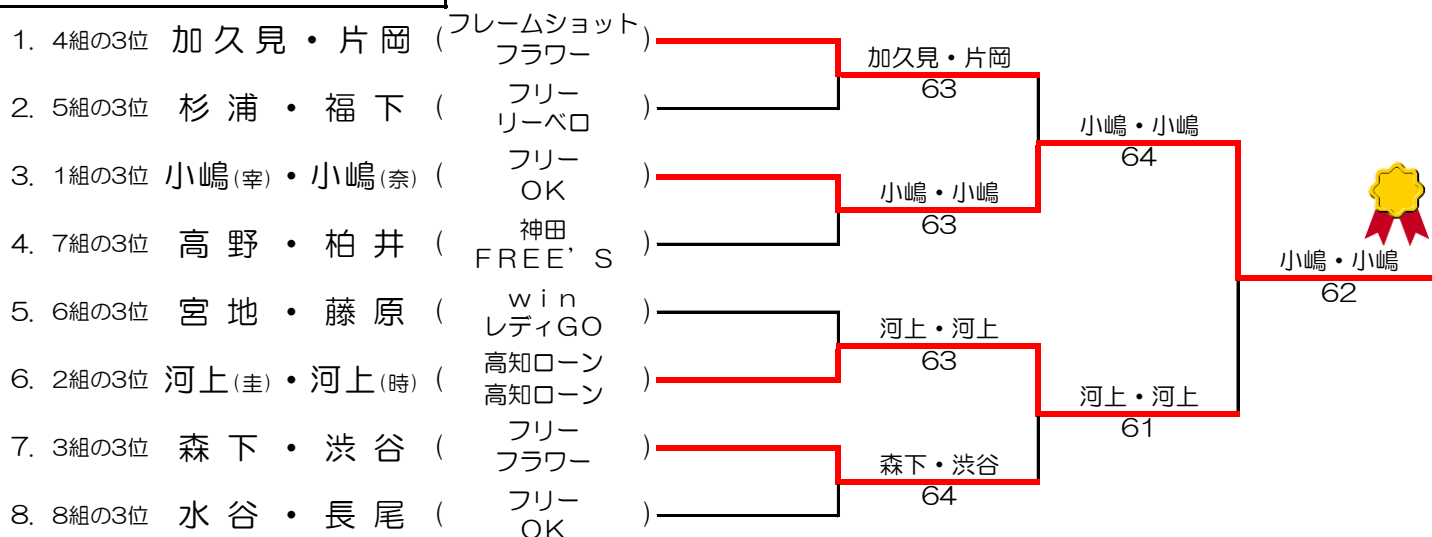 1. 4組の3位 加久見・片岡 (フレームショット
フラワー)
2. 5組の3位 杉浦・福下 (フリー
リーベロ)
3. 1組の3位 小嶋(宰)・小嶋(奈) (フリー
OK)
4. 7組の3位 高野・柏井 (神田
FREE'S)
5. 6組の3位 宮地・藤原 (win
レディGO)
6. 2組の3位 河上(圭)・河上(時) (高知ローン
高知ローン)
7. 3組の3位 森下・渋谷 (フリー
フラワー)
8. 8組の3位 水谷・長尾 (フリー
OK)
加久見・片岡
63
小嶋・小嶋
63
河上・河上
63
森下・渋谷
64
小嶋・小嶋
64
河上・河上
61
小嶋・小嶋
62